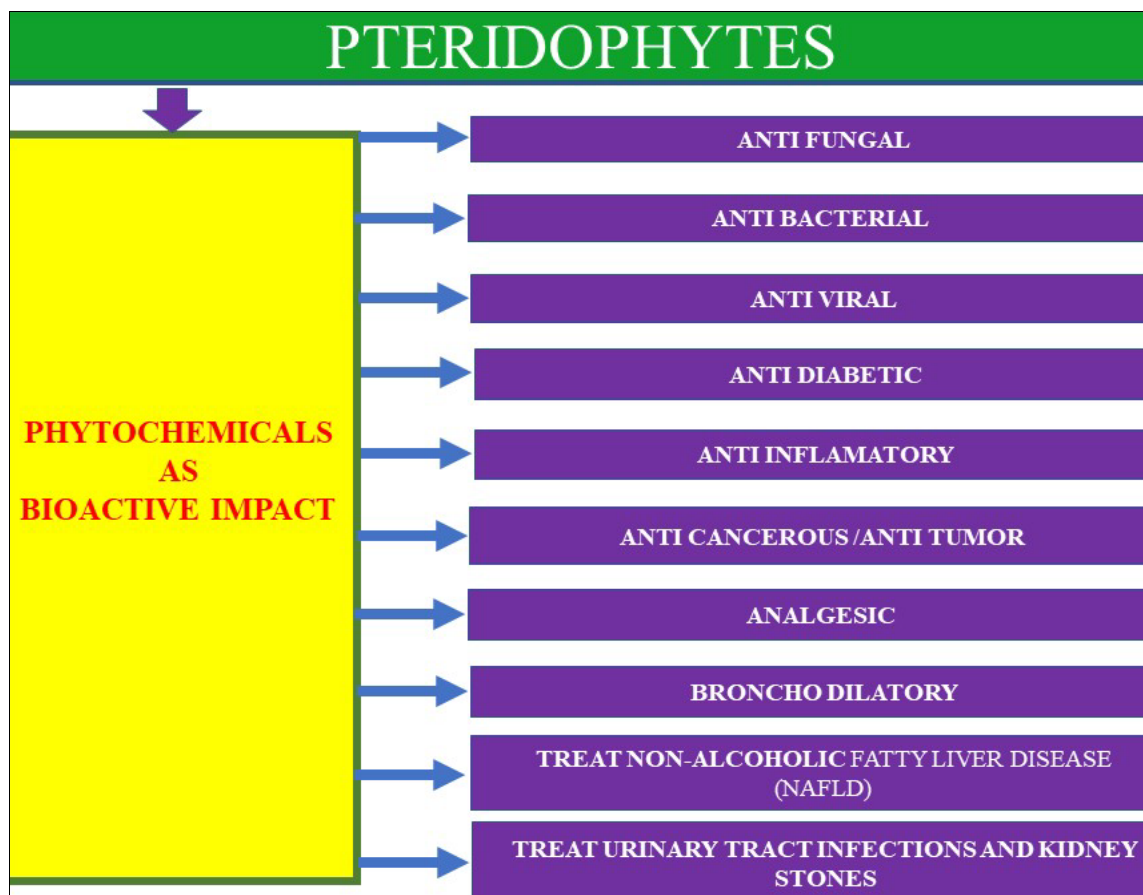 PTERIDOPHYTES
PHYTOCHEMICALS
AS
BIOACTIVE IMPACT
ANTI FUNGAL
ANTI BACTERIAL
ANTI VIRAL
ANTI DIABETIC
ANTI INFLAMATORY
ANTI CANCEROUS /ANTI TUMOR
ANALGESIC
BRONCHO DILATORY
TREAT NON-ALCOHOLIC FATTY LIVER DISEASE
(NAFLD)
TREAT URINARY TRACT INFECTIONS AND KIDNEY
STONES